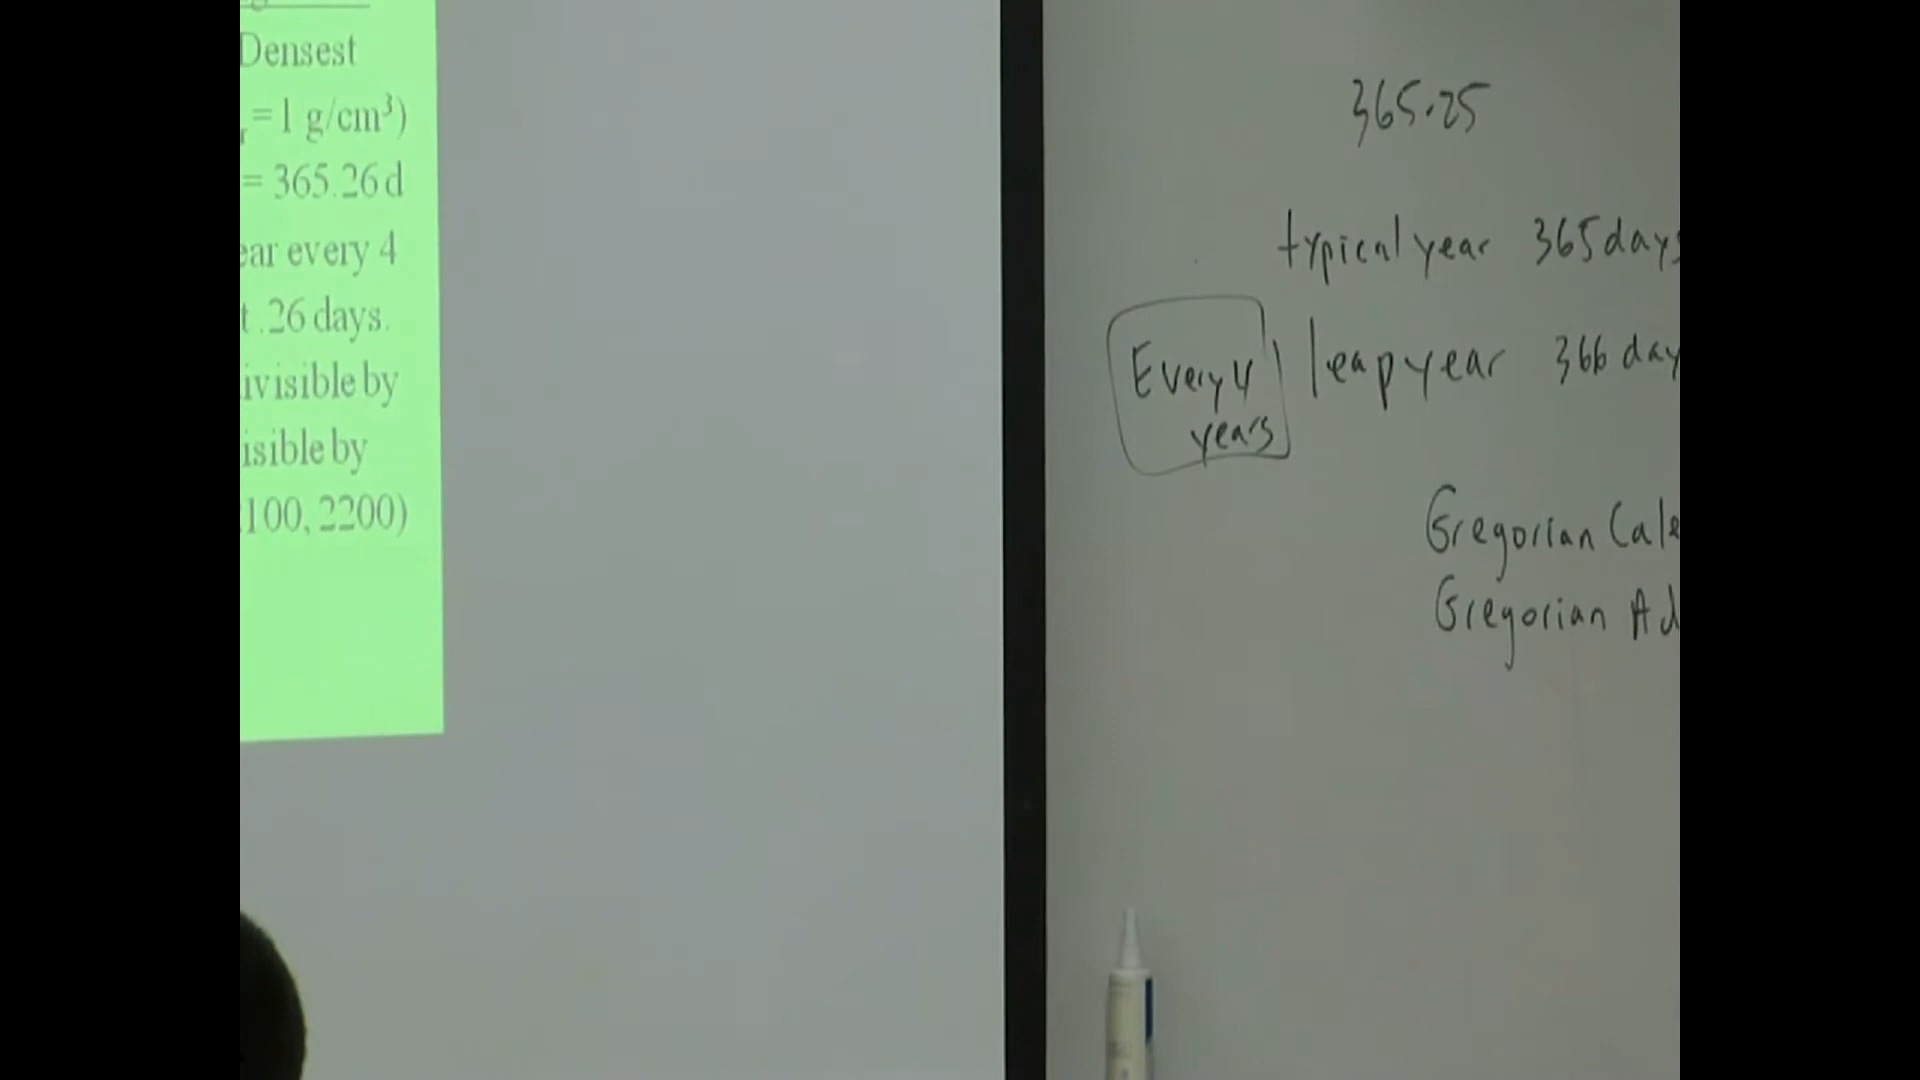 Densest
=1 g/cm³)
= 365.26 d
ear every 4
t .26 days.
ivisible by
isible by
100, 2200)
365.25
typical year 365 days
Every 4
years
leap year 366 day
Gregorian Cale
Gregorian Ad